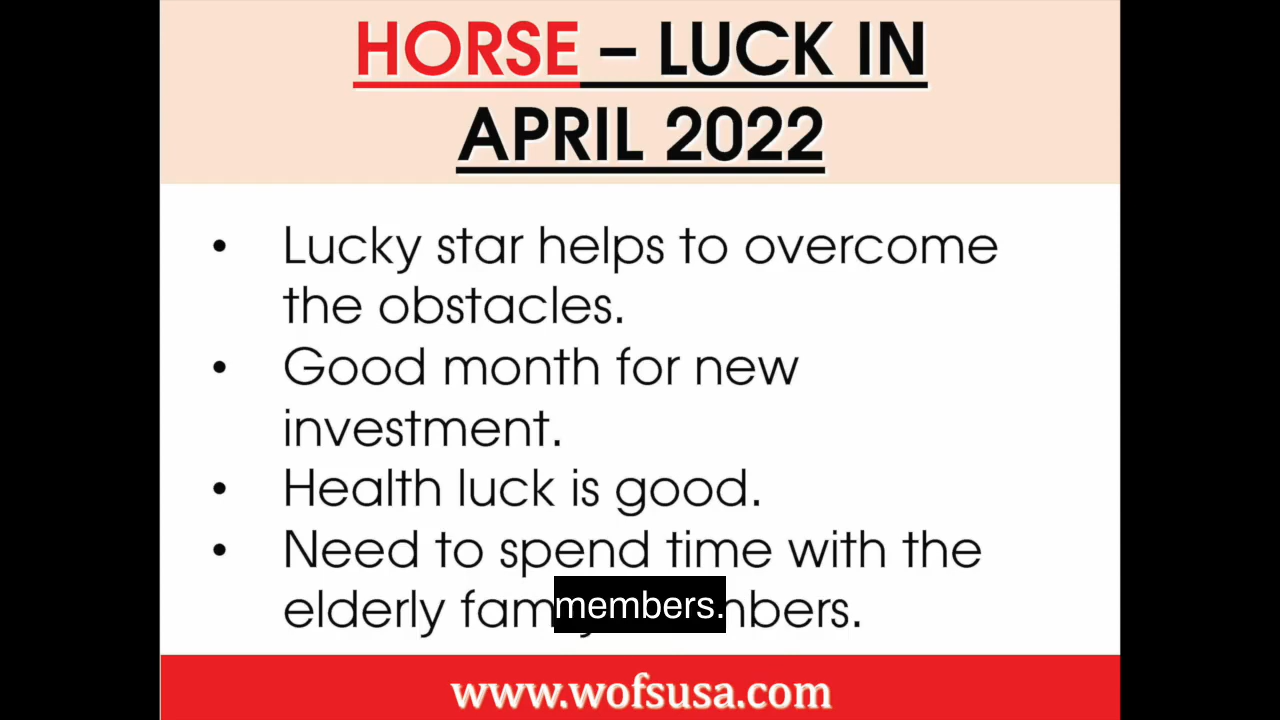 HORSE – LUCK IN
APRIL 2022
• Lucky star helps to overcome
the obstacles.
• Good month for new
investment.
• Health luck is good.
• Need to spend time with the
elderly fam mbers.
members.
www.wofsusa.com